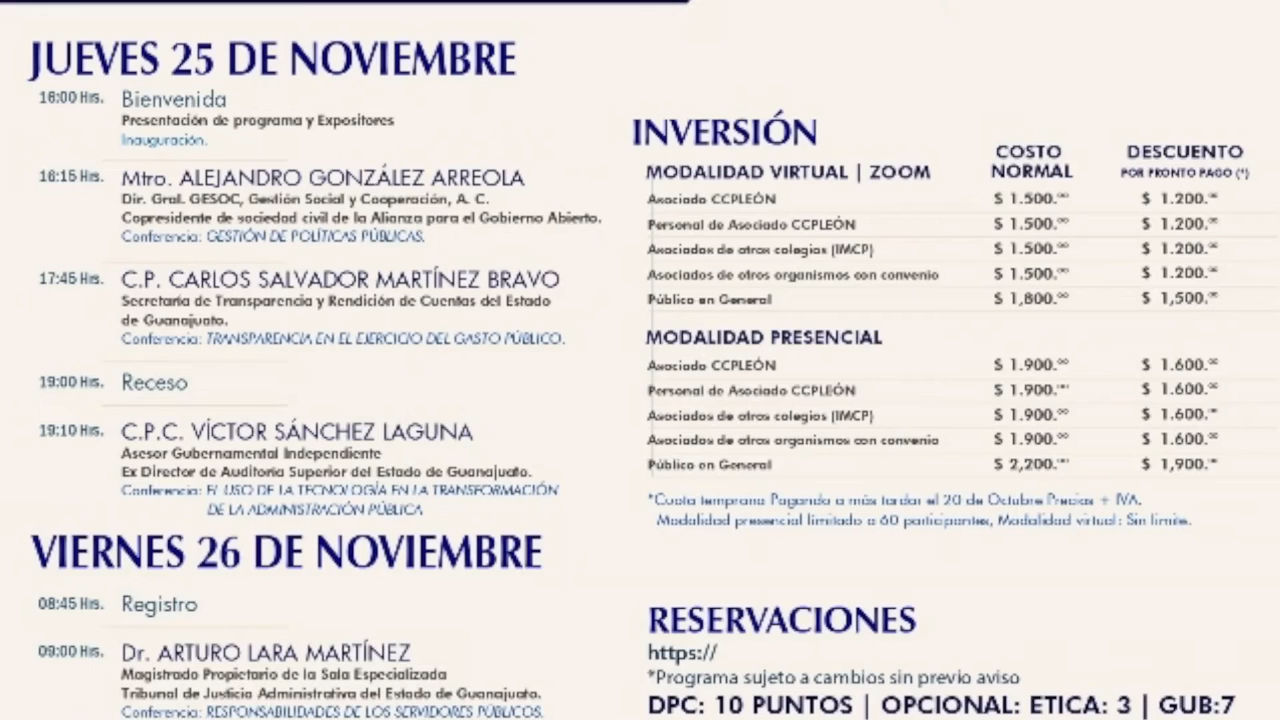 JUEVES 25 DE NOVIEMBRE
16:00 Hrs. Bienvenida
Presentación de programa y Expositores
Inauguración.
16:15 Hrs. Mtro. ALEJANDRO GONZÁLEZ ARREOLA
Dir. Gral. GESOC, Gestión Social y Cooperación, A. C.
Copresidente de sociedad civil de la Alianza para el Gobierno Abierto.
Conferencia: GESTIÓN DE POLÍTICAS PÚBLICAS.
17:45 Hrs. C.P. CARLOS SALVADOR MARTÍNEZ BRAVO
Secretaría de Transparencia y Rendición de Cuentas del Estado
de Guanajuato.
Conferencia: TRANSPARENCIA EN EL EJERCICIO DEL GASTO PÚBLICO.
19:00 Hrs. Receso
19:10 Hrs. C.P.C. VÍCTOR SÁNCHEZ LAGUNA
Asesor Gubernamental Independiente
Ex Director de Auditoría Superior del Estado de Guanajuato.
Conferencia: EL USO DE LA TECNOLOGÍA EN LA TRANSFORMACIÓN
DE LA ADMINISTRACIÓN PÚBLICA
VIERNES 26 DE NOVIEMBRE
08:45 Hrs. Registro
09:00 Hrs. Dr. ARTURO LARA MARTÍNEZ
Magistrado Propietario de la Sala Especializada
Tribunal de Justicia Administrativa del Estado de Guanajuato.
Conferencia: RESPONSABILIDADES DE LOS SERVIDORES PÚBLICOS.
INVERSIÓN
COSTO DESCUENTO
MODALIDAD VIRTUAL | ZOOM NORMAL POR PRONTO PAGO (*)
Asociado CCPLEÓN $ 1.500.⁰⁰ $ 1.200.⁰⁰
Personal de Asociado CCPLEÓN $ 1.500.⁰⁰ $ 1.200.⁰⁰
Asociados de otros colegios (IMCP) $ 1.500.⁰⁰ $ 1.200.⁰⁰
Asociados de otros organismos con convenio $ 1.500.⁰⁰ $ 1.200.⁰⁰
Público en General $ 1,800.⁰⁰ $ 1,500.⁰⁰
MODALIDAD PRESENCIAL
Asociado CCPLEÓN $ 1.900.⁰⁰ $ 1.600.⁰⁰
Personal de Asociado CCPLEÓN $ 1.900.⁰⁰ $ 1.600.⁰⁰
Asociados de otros colegios (IMCP) $ 1.900.⁰⁰ $ 1.600.⁰⁰
Asociados de otros organismos con convenio $ 1.900.⁰⁰ $ 1.600.⁰⁰
Público en General $ 2,200.⁰⁰ $ 1,900.⁰⁰
*Cuota temprana Pagando a más tardar el 20 de Octubre Precios + IVA.
Modalidad presencial limitado a 60 participantes, Modalidad virtual: Sin limite.
RESERVACIONES
https://
*Programa sujeto a cambios sin previo aviso
DPC: 10 PUNTOS | OPCIONAL: ETICA: 3 | GUB:7